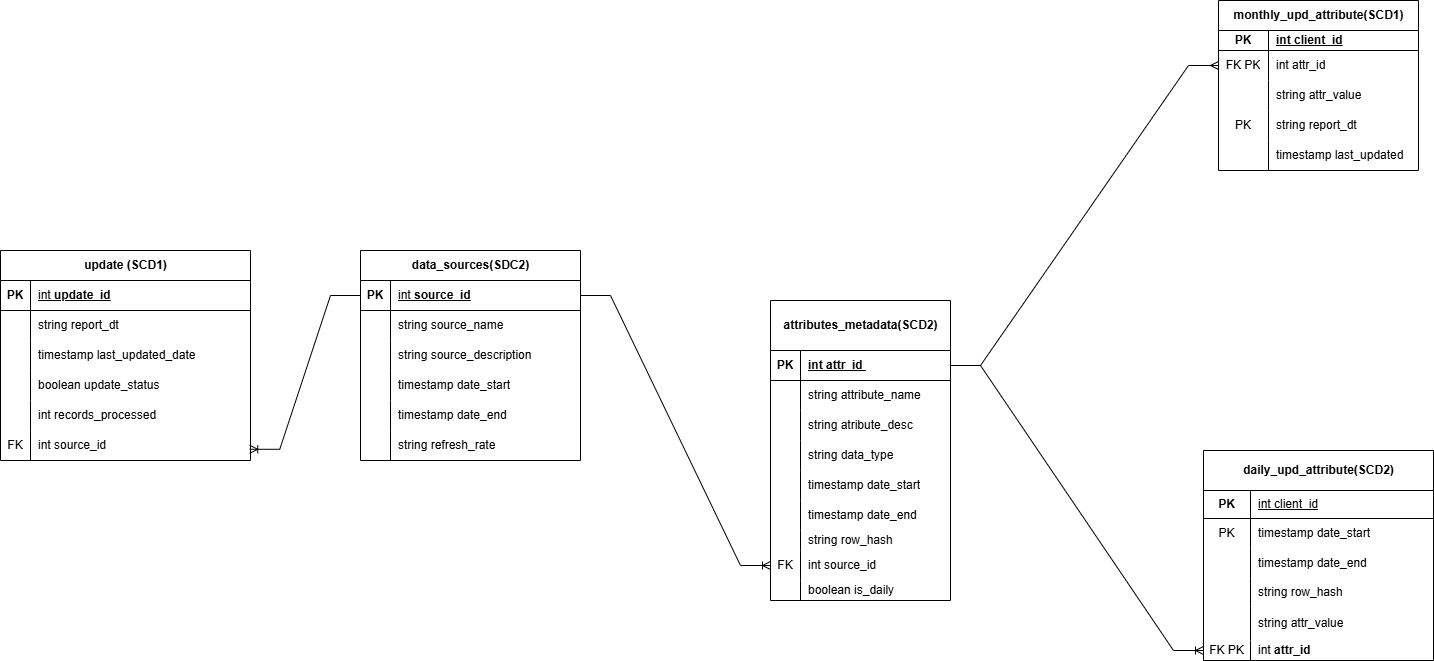 monthly_upd_attribute(SCD1)
PK int client_id
FK PK int attr_id
string attr_value
PK string report_dt
timestamp last_updated
update (SCD1)
PK int update_id
string report_dt
timestamp last_updated_date
boolean update_status
int records_processed
FK int source_id
data_sources(SDC2)
PK int source_id
string source_name
string source_description
timestamp date_start
timestamp date_end
string refresh_rate
attributes_metadata(SCD2)
PK int attr_id
string attribute_name
string atribute_desc
string data_type
timestamp date_start
timestamp date_end
string row_hash
FK int source_id
boolean is_daily
daily_upd_attribute(SCD2)
PK int client_id
PK timestamp date_start
timestamp date_end
string row_hash
string attr_value
FK PK int attr_id